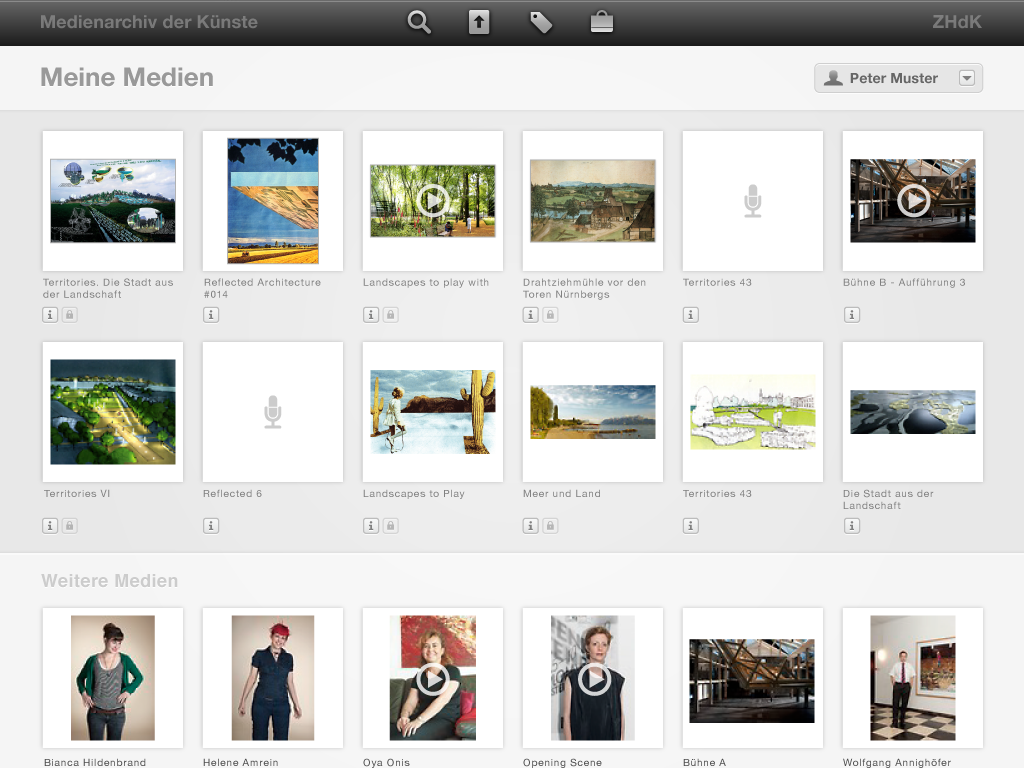 Medienarchiv der Künste
ZHdK
Meine Medien
Peter Muster
Territories. Die Stadt aus
der Landschaft
Reflected Architecture
#014
Landscapes to play with
Drahtziehmühle vor den
Toren Nürnbergs
Territories 43
Bühne B - Aufführung 3
Territories VI
Reflected 6
Landscapes to Play
Meer und Land
Territories 43
Die Stadt aus der
Landschaft
Weitere Medien
Bianca Hildenbrand
Helene Amrein
Oya Onis
Opening Scene
Bühne A
Wolfgang Annighöfer